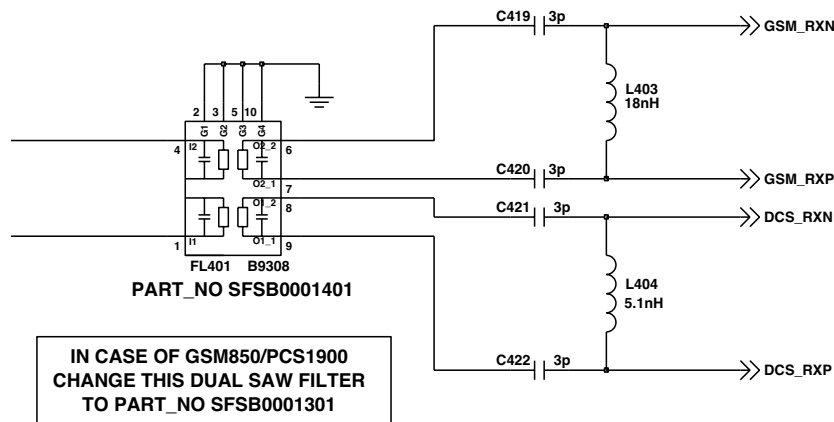 C419 3p
GSM_RXN
L403
18nH
2 3 5 10
G1 G2 G3 G4
4 I2 O2_2 6
C420 3p
GSM_RXP
O2_1 7
C421 3p
O1_2 8
DCS_RXN
1 I1 O1_1 9
FL401 B9308
PART_NO SFSB0001401
L404
5.1nH
C422 3p
DCS_RXP
IN CASE OF GSM850/PCS1900
CHANGE THIS DUAL SAW FILTER
TO PART_NO SFSB0001301